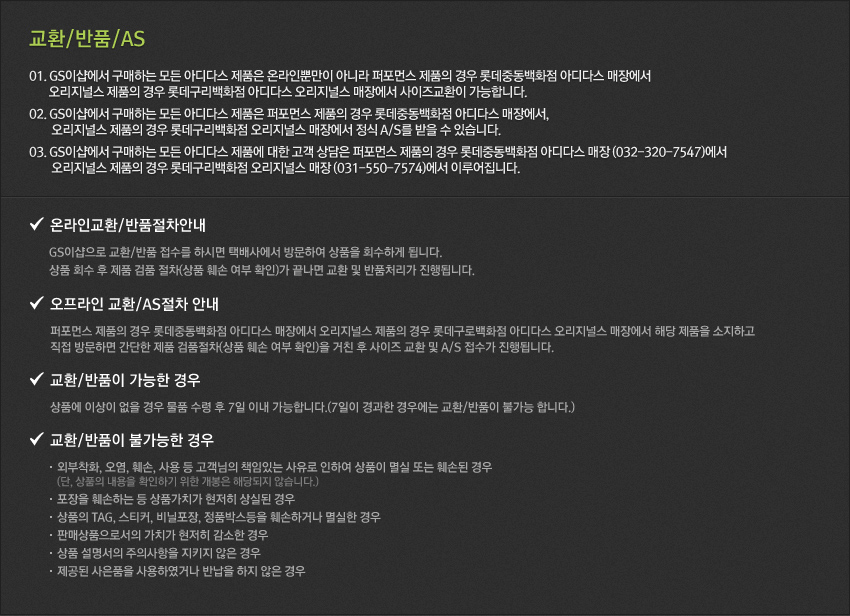 교환/반품/AS
01. GS이샵에서 구매하는 모든 아디다스 제품은 온라인뿐만이 아니라 퍼포먼스 제품의 경우 롯데중동백화점 아디다스 매장에서
오리지널스 제품의 경우 롯데구리백화점 아디다스 오리지널스 매장에서 사이즈교환이 가능합니다.
02. GS이샵에서 구매하는 모든 아디다스 제품은 퍼포먼스 제품의 경우 롯데중동백화점 아디다스 매장에서,
오리지널스 제품의 경우 롯데구리백화점 오리지널스 매장에서 정식 A/S를 받을 수 있습니다.
03. GS이샵에서 구매하는 모든 아디다스 제품에 대한 고객 상담은 퍼포먼스 제품의 경우 롯데중동백화점 아디다스 매장 (032-320-7547)에서
오리지널스 제품의 경우 롯데구리백화점 오리지널스 매장 (031-550-7574)에서 이루어집니다.
온라인교환/반품절차안내
GS이샵으로 교환/반품 접수를 하시면 택배사에서 방문하여 상품을 회수하게 됩니다.
상품 회수 후 제품 검품 절차(상품 훼손 여부 확인)가 끝나면 교환 및 반품처리가 진행됩니다.
오프라인 교환/AS절차 안내
퍼포먼스 제품의 경우 롯데중동백화점 아디다스 매장에서 오리지널스 제품의 경우 롯데구로백화점 아디다스 오리지널스 매장에서 해당 제품을 소지하고
직접 방문하면 간단한 제품 검품절차(상품 훼손 여부 확인)을 거친 후 사이즈 교환 및 A/S 접수가 진행됩니다.
교환/반품이 가능한 경우
상품에 이상이 없을 경우 물품 수령 후 7일 이내 가능합니다.(7일이 경과한 경우에는 교환/반품이 불가능 합니다.)
교환/반품이 불가능한 경우
· 외부착화, 오염, 훼손, 사용 등 고객님의 책임있는 사유로 인하여 상품이 멸실 또는 훼손된 경우
(단, 상품의 내용을 확인하기 위한 개봉은 해당되지 않습니다.)
· 포장을 훼손하는 등 상품가치가 현저히 상실된 경우
· 상품의 TAG, 스티커, 비닐포장, 정품박스등을 훼손하거나 멸실한 경우
· 판매상품으로서의 가치가 현저히 감소한 경우
· 상품 설명서의 주의사항을 지키지 않은 경우
· 제공된 사은품을 사용하였거나 반납을 하지 않은 경우